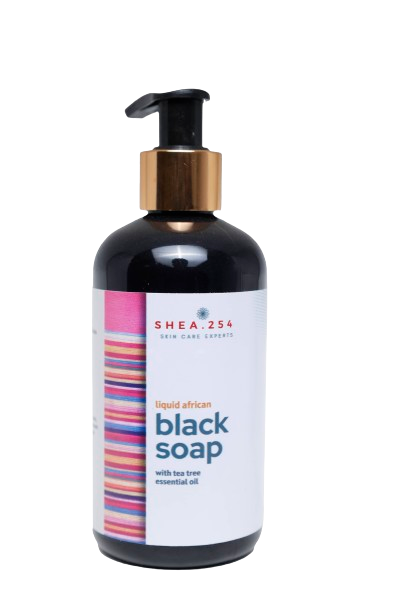 SHEA.254
SKIN CARE EXPERTS
liquid african
black
soap
with tea tree
essential oil